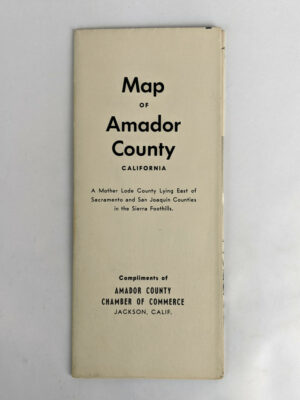 Map
OF
Amador
County
CALIFORNIA
A Mother Lode County Lying East of
Sacramento and San Joaquin Counties
in the Sierra Foothills.
Compliments of
AMADOR COUNTY
CHAMBER OF COMMERCE
JACKSON, CALIF.